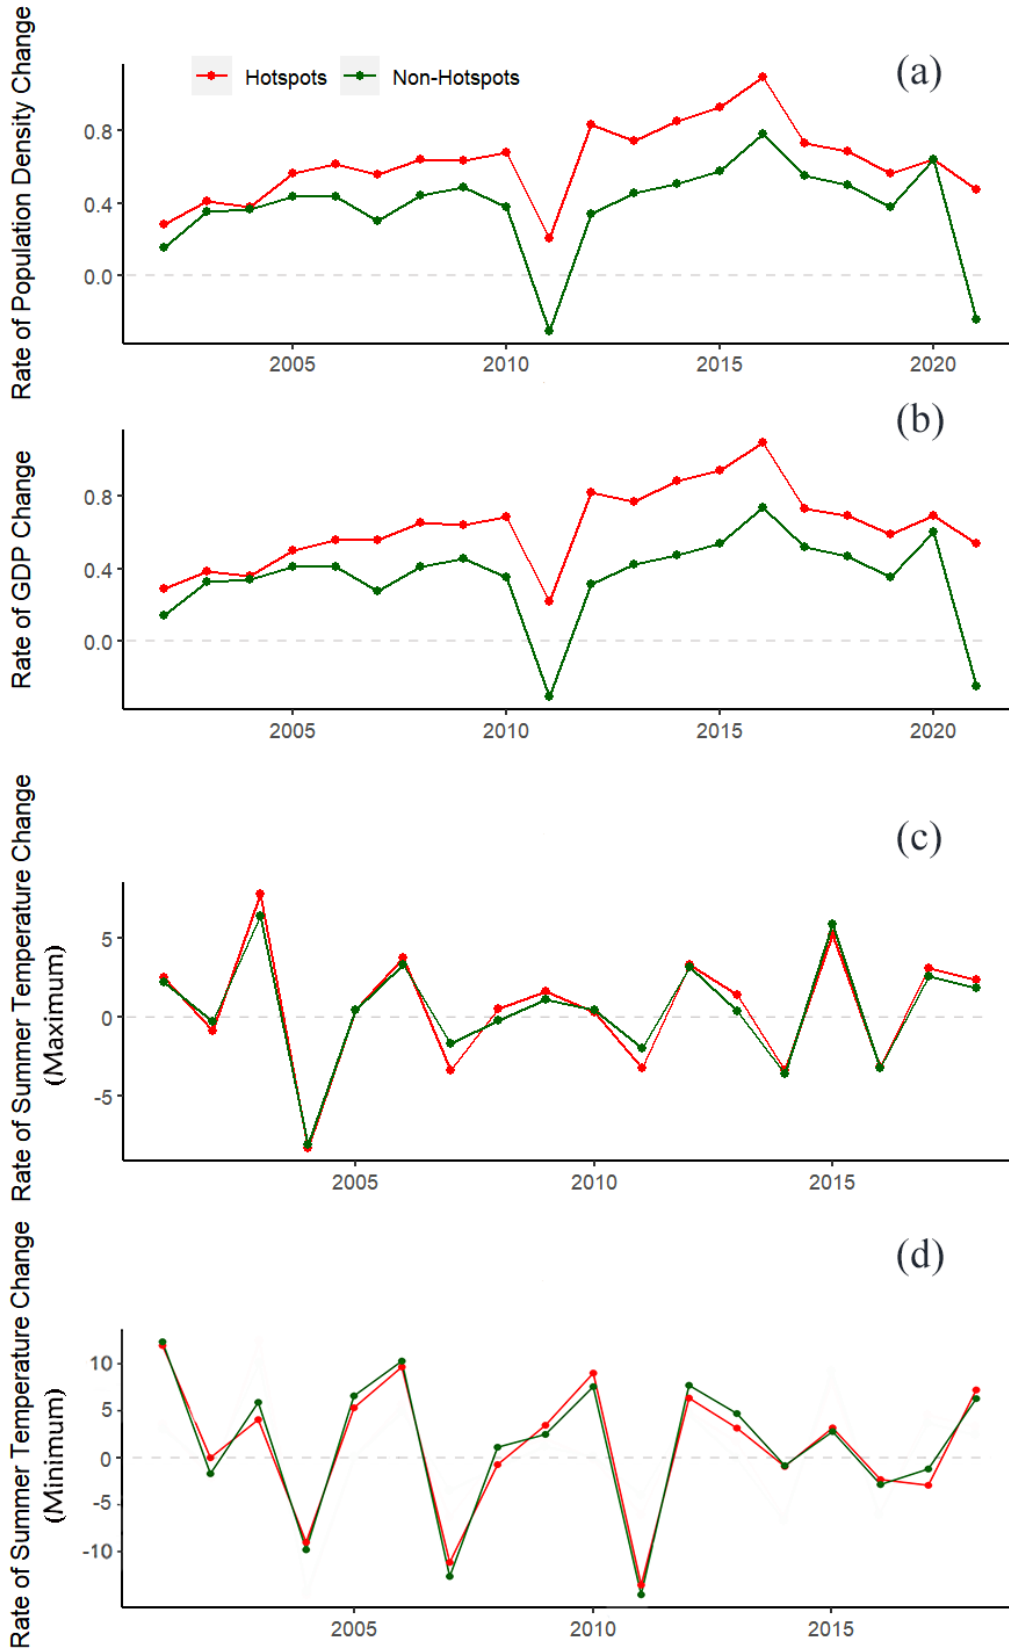 Rate of Population Density Change
Hotspots
Non-Hotspots
(a)
0.8
0.4
0.0
2005
2010
2015
2020
Rate of GDP Change
(b)
0.8
0.4
0.0
2005
2010
2015
2020
Rate of Summer Temperature Change
(Maximum)
(c)
5
0
-5
2005
2010
2015
Rate of Summer Temperature Change
(Minimum)
(d)
10
5
0
-5
-10
2005
2010
2015